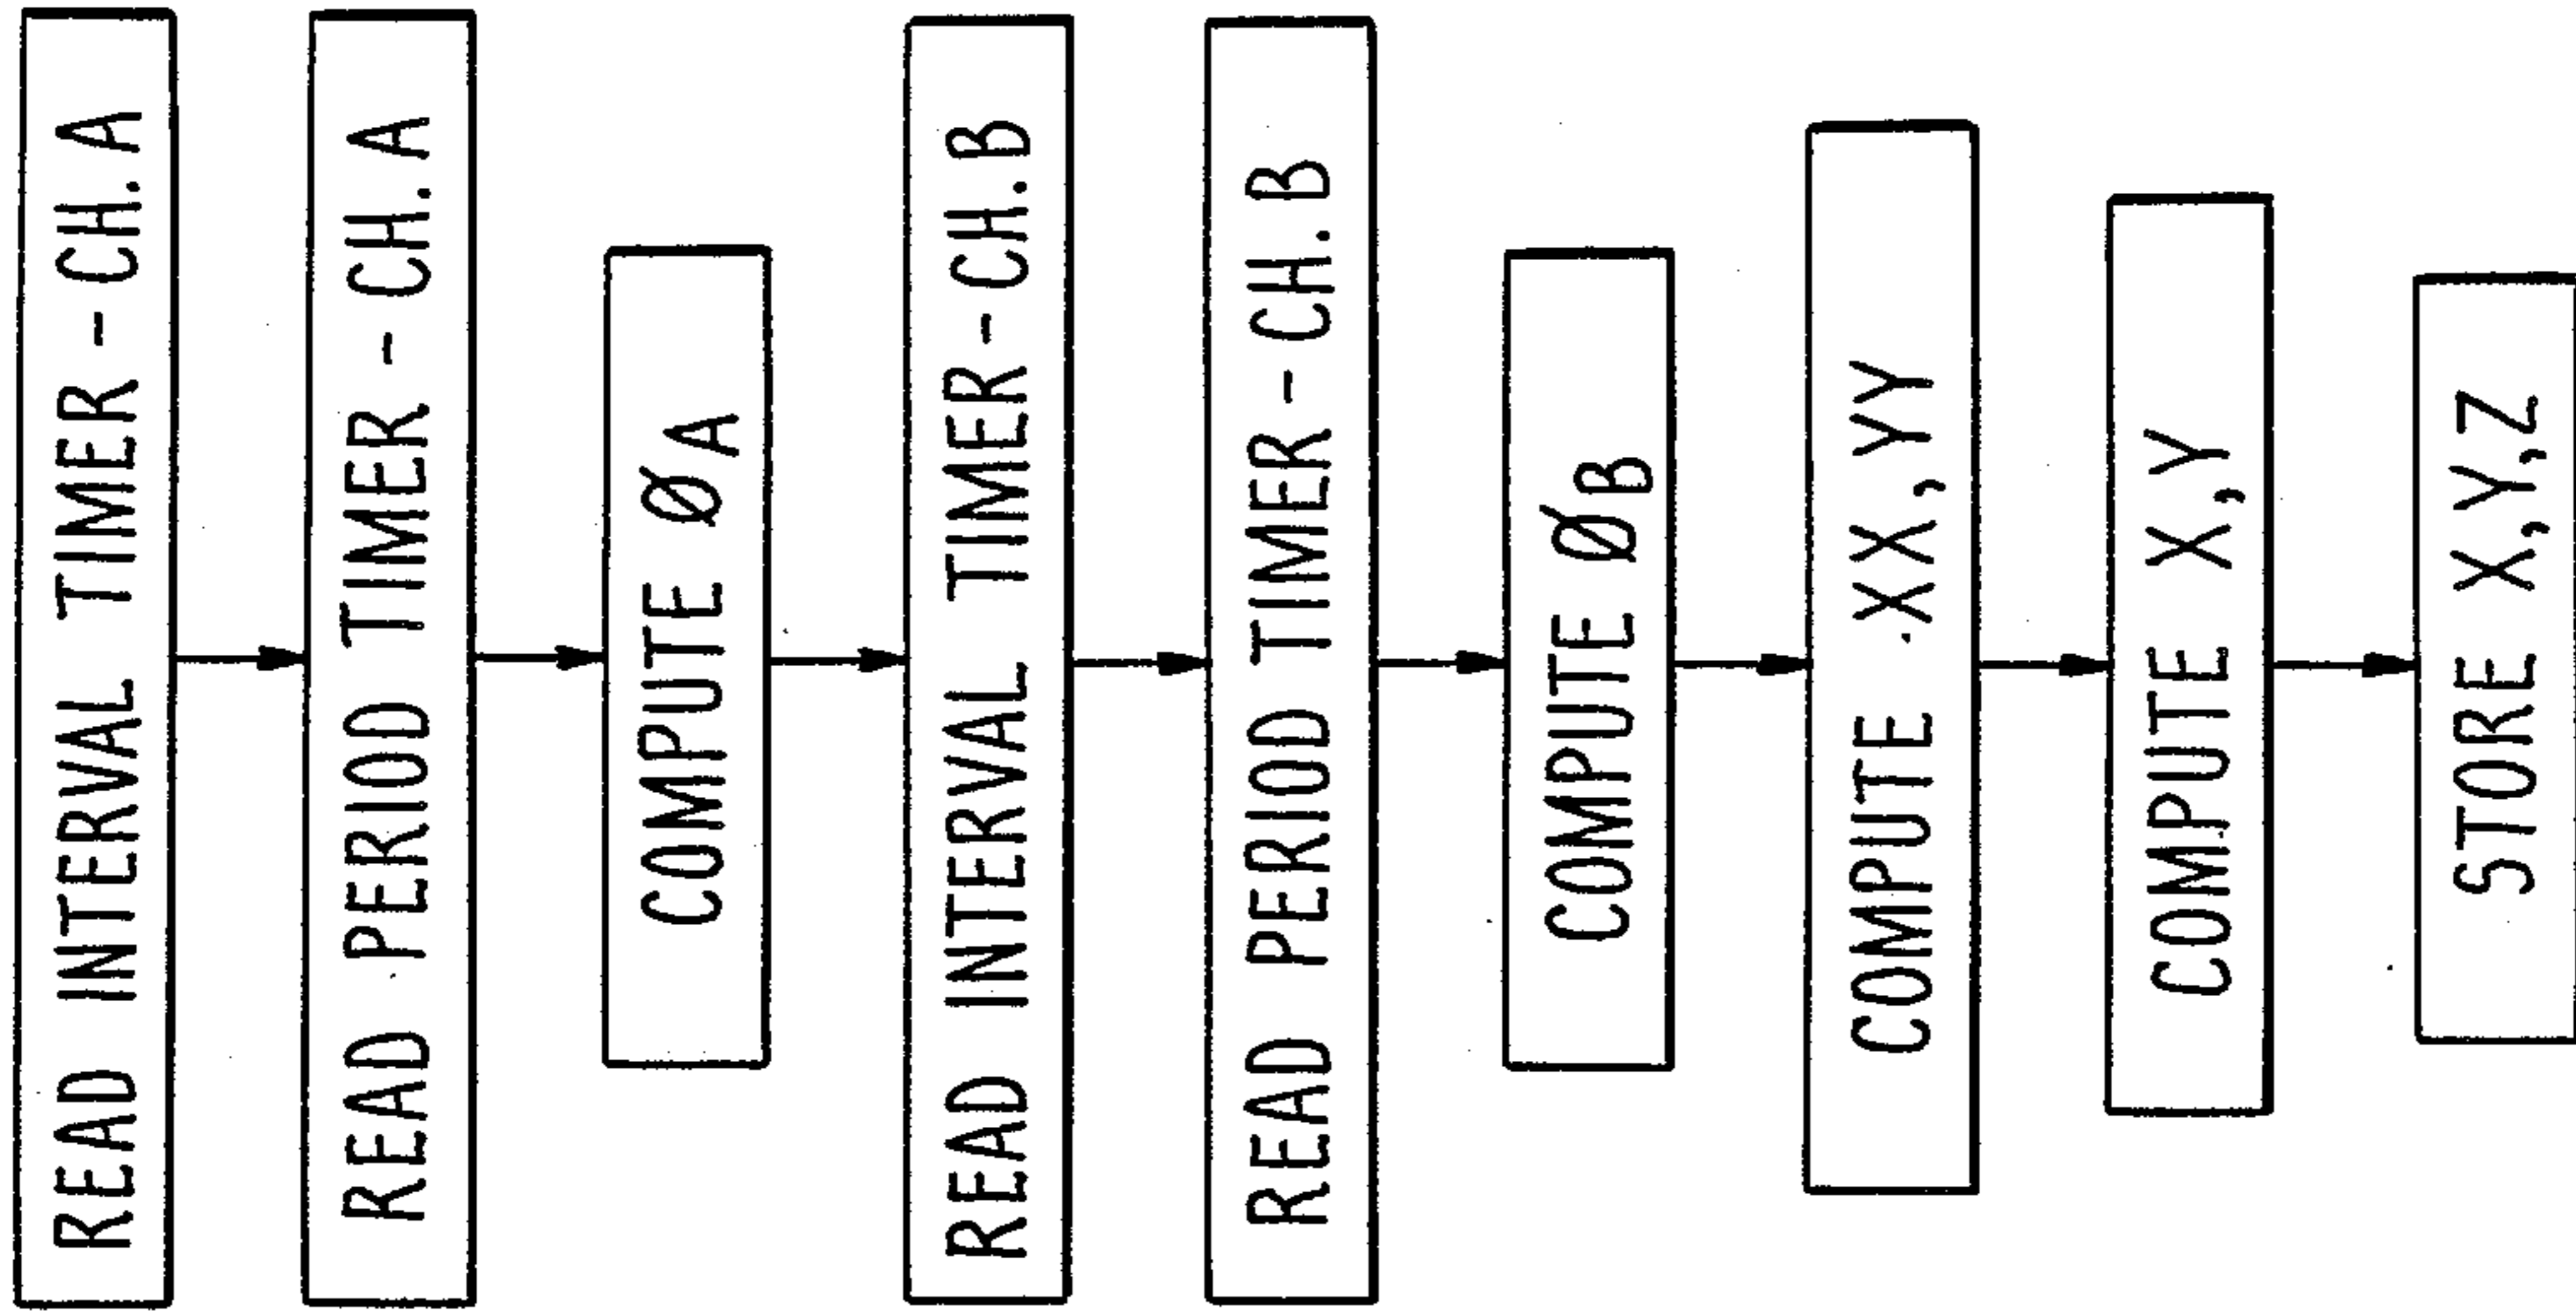 READ INTERVAL TIMER - CH. A
READ PERIOD TIMER - CH. A
COMPUTE ØA
READ INTERVAL TIMER - CH. B
READ PERIOD TIMER - CH. B
COMPUTE ØB
COMPUTE XX, YY
COMPUTE X, Y
STORE X, Y, Z